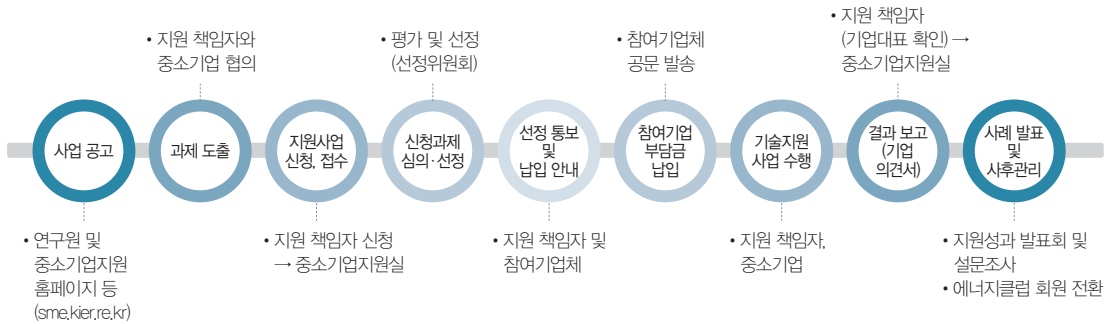 • 지원 책임자와
중소기업 협의
• 평가 및 선정
(선정위원회)
• 참여기업체
공문 발송
• 지원 책임자
(기업대표 확인) →
중소기업지원실
사업 공고
과제 도출
지원사업
신청, 접수
신청과제
심의·선정
선정 통보
및
납입 안내
참여기업
부담금
납입
기술지원
사업 수행
결과 보고
(기업
의견서)
사례 발표
및
사후관리
• 연구원 및
중소기업지원
홈페이지 등
(sme.kier.re.kr)
• 지원 책임자 신청
→ 중소기업지원실
• 지원 책임자 및
참여기업체
• 지원 책임자,
중소기업
• 지원성과 발표회 및
설문조사
• 에너지클럽 회원 전환